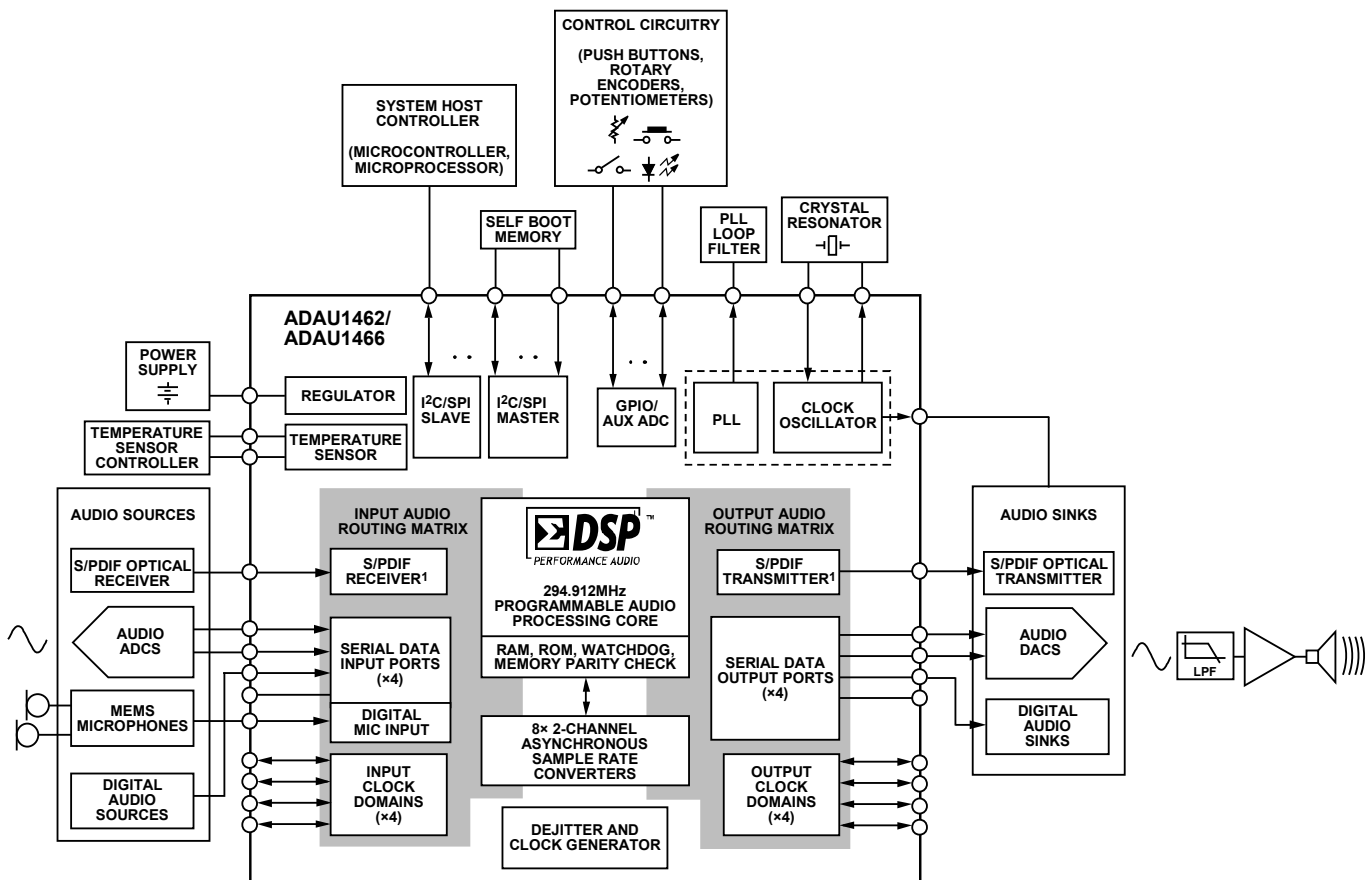 CONTROL CIRCUITRY
(PUSH BUTTONS,
ROTARY
ENCODERS,
POTENTIOMETERS)
SYSTEM HOST
CONTROLLER
(MICROCONTROLLER,
MICROPROCESSOR)
SELF BOOT
MEMORY
PLL
LOOP
FILTER
CRYSTAL
RESONATOR
ADAU1462/
ADAU1466
POWER
SUPPLY
REGULATOR
TEMPERATURE
SENSOR
CONTROLLER
TEMPERATURE
SENSOR
I²C/SPI
SLAVE
I²C/SPI
MASTER
GPIO/
AUX ADC
PLL
CLOCK
OSCILLATOR
AUDIO SOURCES
S/PDIF OPTICAL
RECEIVER
AUDIO
ADCS
MEMS
MICROPHONES
DIGITAL
AUDIO
SOURCES
INPUT AUDIO
ROUTING MATRIX
S/PDIF
RECEIVER¹
SERIAL DATA
INPUT PORTS
(×4)
DIGITAL
MIC INPUT
INPUT
CLOCK
DOMAINS
(×4)
ΣDSP™
PERFORMANCE AUDIO
294.912MHz
PROGRAMMABLE AUDIO
PROCESSING CORE
RAM, ROM, WATCHDOG,
MEMORY PARITY CHECK
8× 2-CHANNEL
ASYNCHRONOUS
SAMPLE RATE
CONVERTERS
DEJITTER AND
CLOCK GENERATOR
OUTPUT AUDIO
ROUTING MATRIX
S/PDIF
TRANSMITTER¹
SERIAL DATA
OUTPUT PORTS
(×4)
OUTPUT
CLOCK
DOMAINS
(×4)
AUDIO SINKS
S/PDIF OPTICAL
TRANSMITTER
AUDIO
DACS
DIGITAL
AUDIO
SINKS
LPF